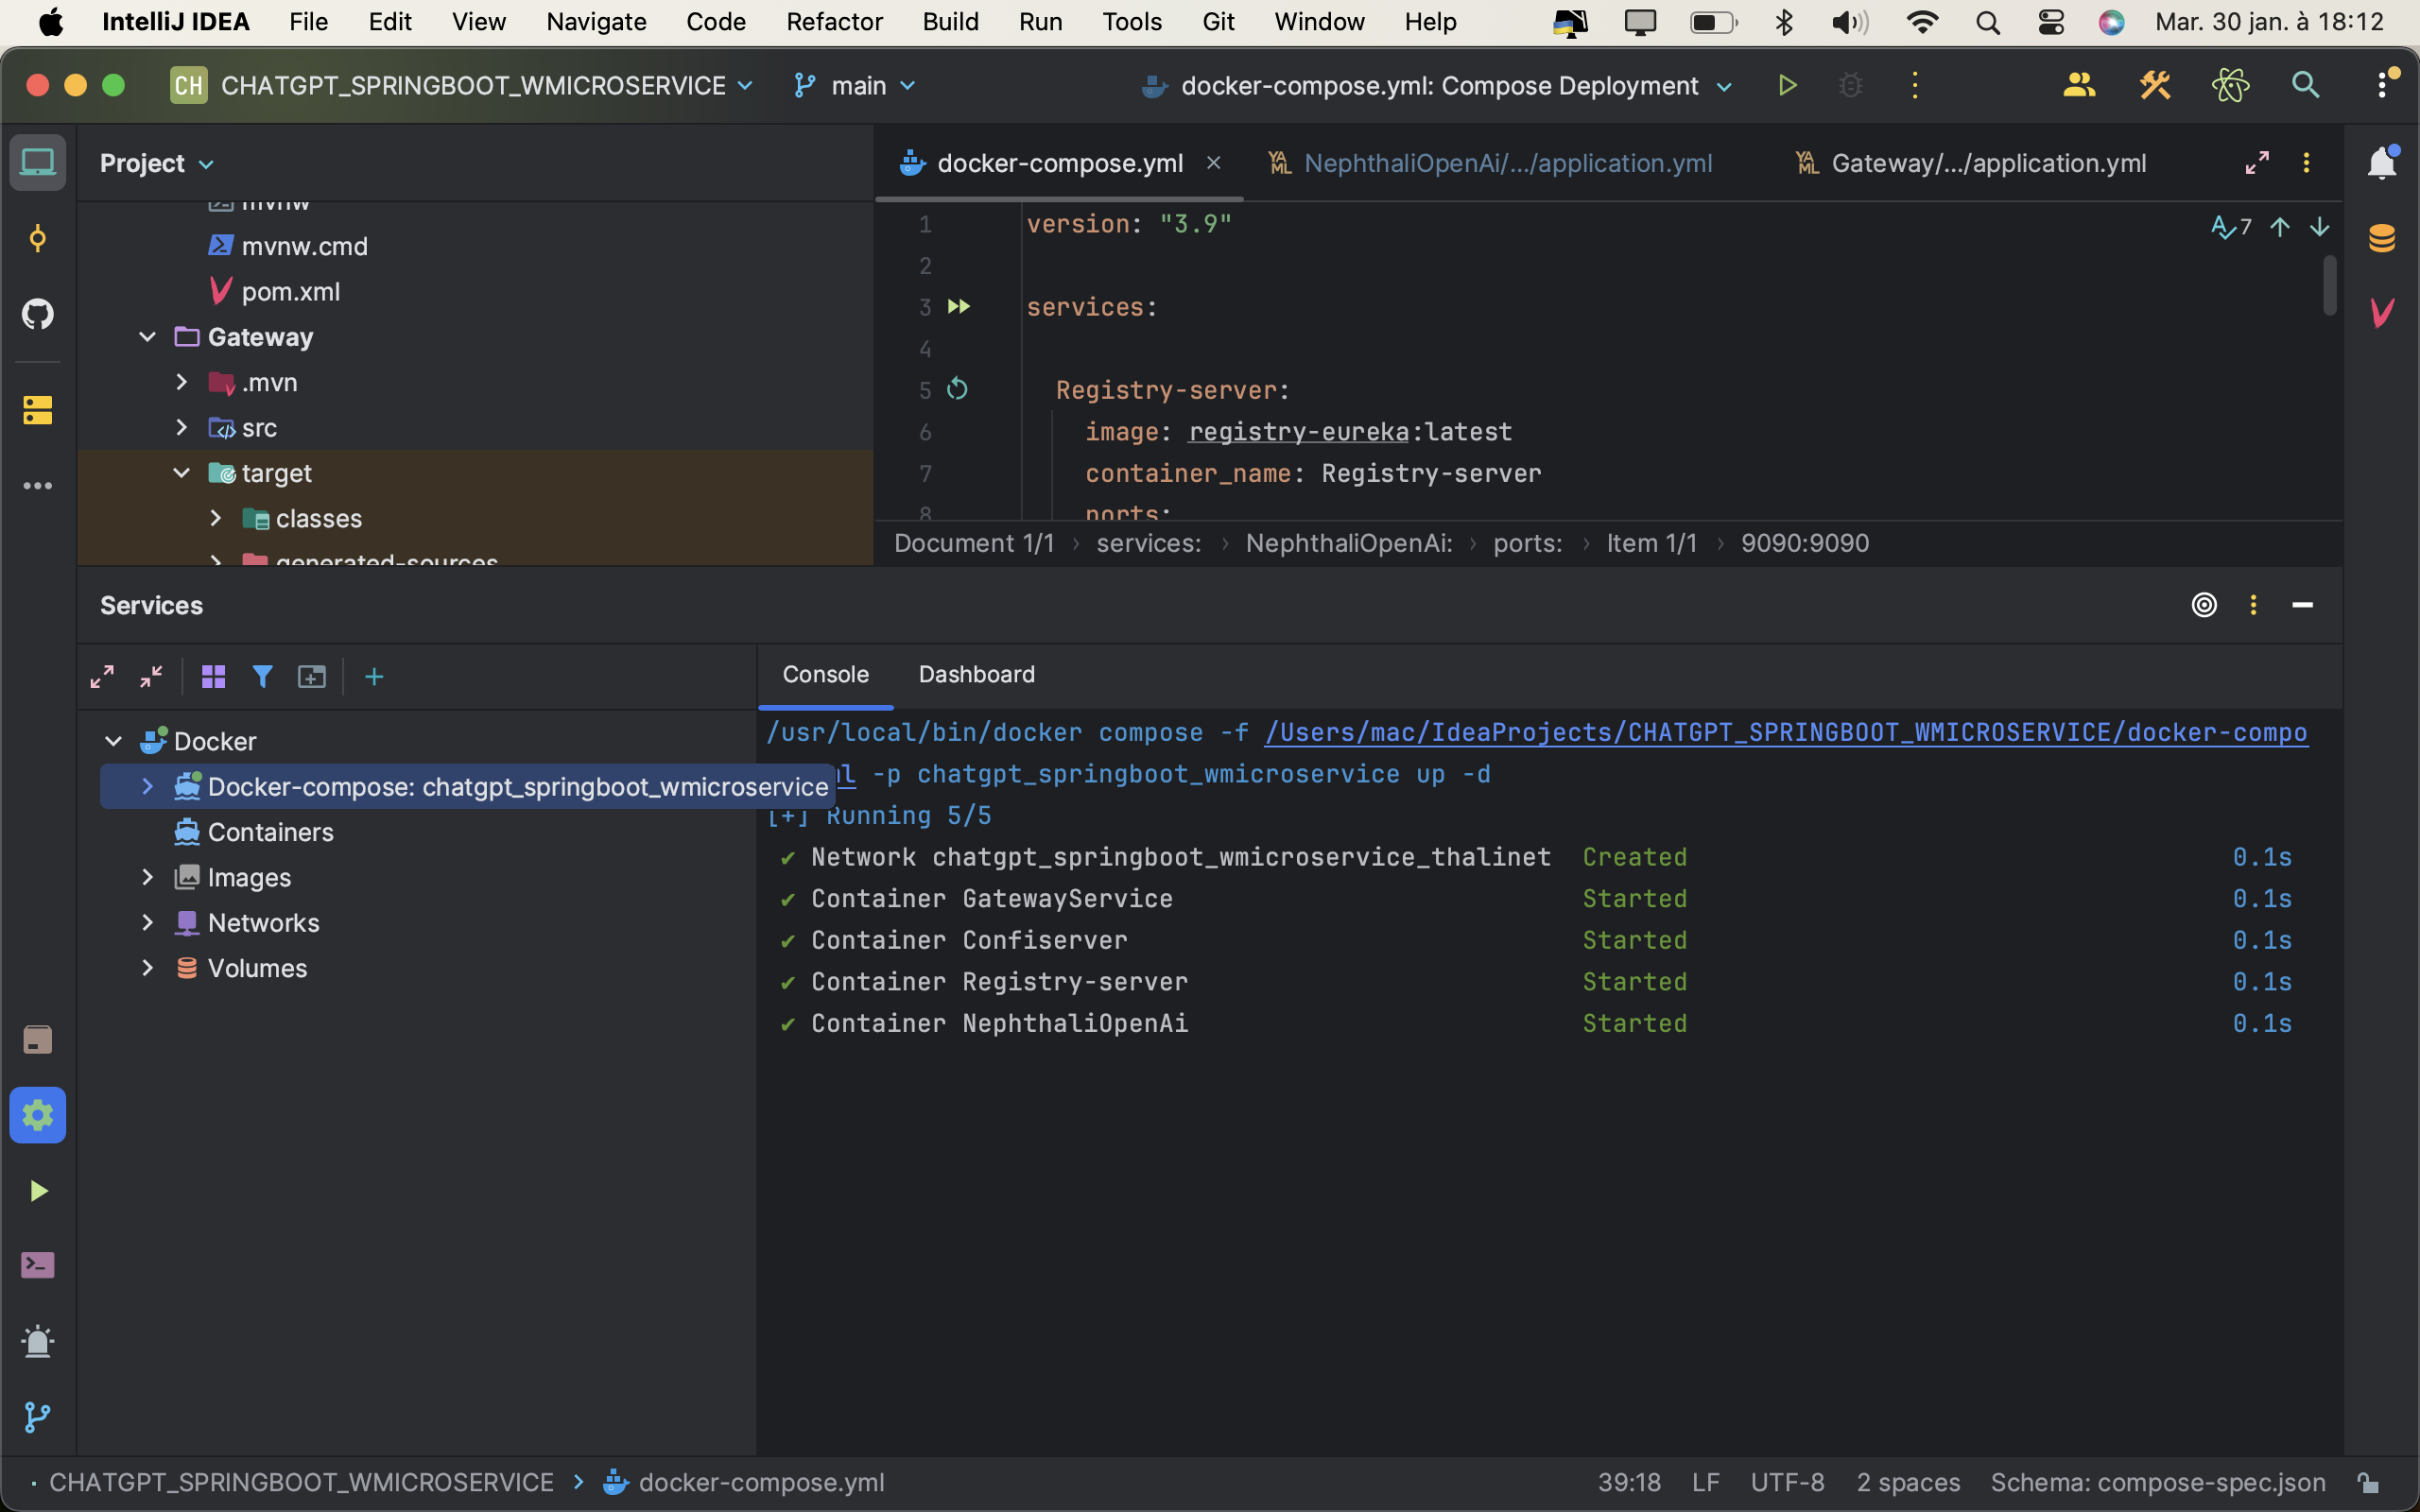 IntelliJ IDEA File Edit View Navigate Code Refactor Build Run Tools Git Window Help Mar. 30 jan. à 18:12
CH CHATGPT_SPRINGBOOT_WMICROSERVICE main docker-compose.yml: Compose Deployment
Project
mvnw
mvnw.cmd
pom.xml
Gateway
.mvn
src
target
classes
generated-sources
docker-compose.yml NephthaliOpenAi/.../application.yml Gateway/.../application.yml
1 version: "3.9"
2
3 services:
4
5 Registry-server:
6 image: registry-eureka:latest
7 container_name: Registry-server
8 ports:
7
Document 1/1 › services: › NephthaliOpenAi: › ports: › Item 1/1 › 9090:9090
Services
Docker
Docker-compose: chatgpt_springboot_wmicroservice
Containers
Images
Networks
Volumes
Console Dashboard
/usr/local/bin/docker compose -f /Users/mac/IdeaProjects/CHATGPT_SPRINGBOOT_WMICROSERVICE/docker-compo
l -p chatgpt_springboot_wmicroservice up -d
[+] Running 5/5
✔ Network chatgpt_springboot_wmicroservice_thalinet Created 0.1s
✔ Container GatewayService Started 0.1s
✔ Container Confiserver Started 0.1s
✔ Container Registry-server Started 0.1s
✔ Container NephthaliOpenAi Started 0.1s
CHATGPT_SPRINGBOOT_WMICROSERVICE › docker-compose.yml 39:18 LF UTF-8 2 spaces Schema: compose-spec.json